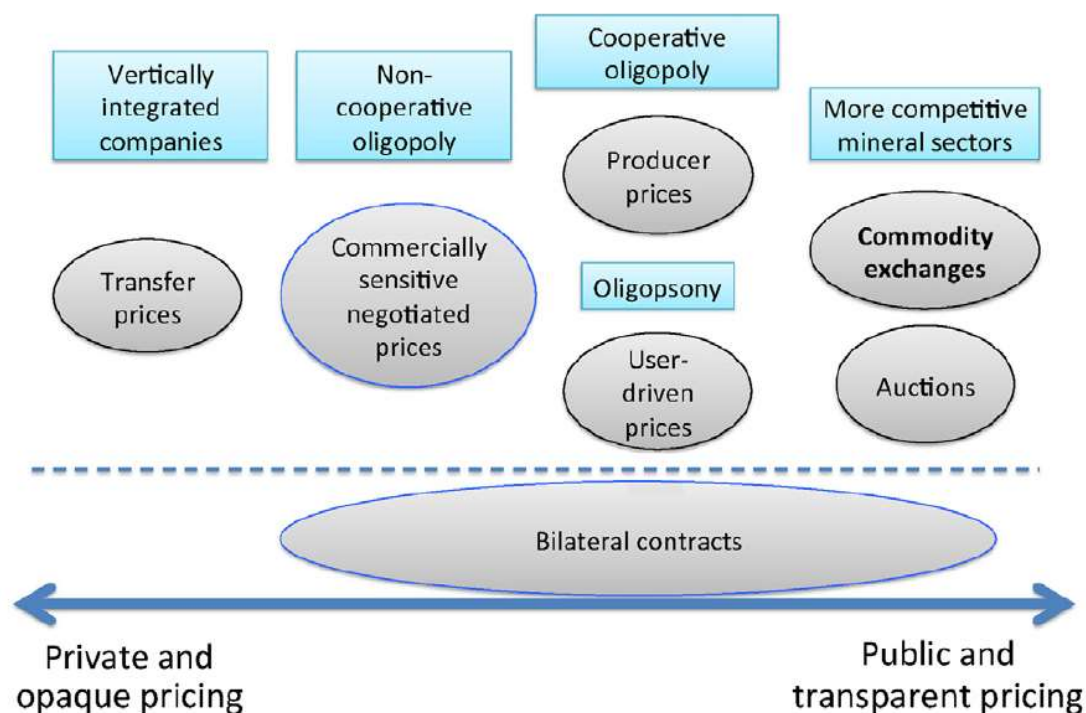 Vertically
integrated
companies
Non-
cooperative
oligopoly
Cooperative
oligopoly
More competitive
mineral sectors
Transfer
prices
Commercially
sensitive
negotiated
prices
Producer
prices
Oligopsony
User-
driven
prices
Commodity
exchanges
Auctions
Bilateral contracts
Private and
opaque pricing
Public and
transparent pricing